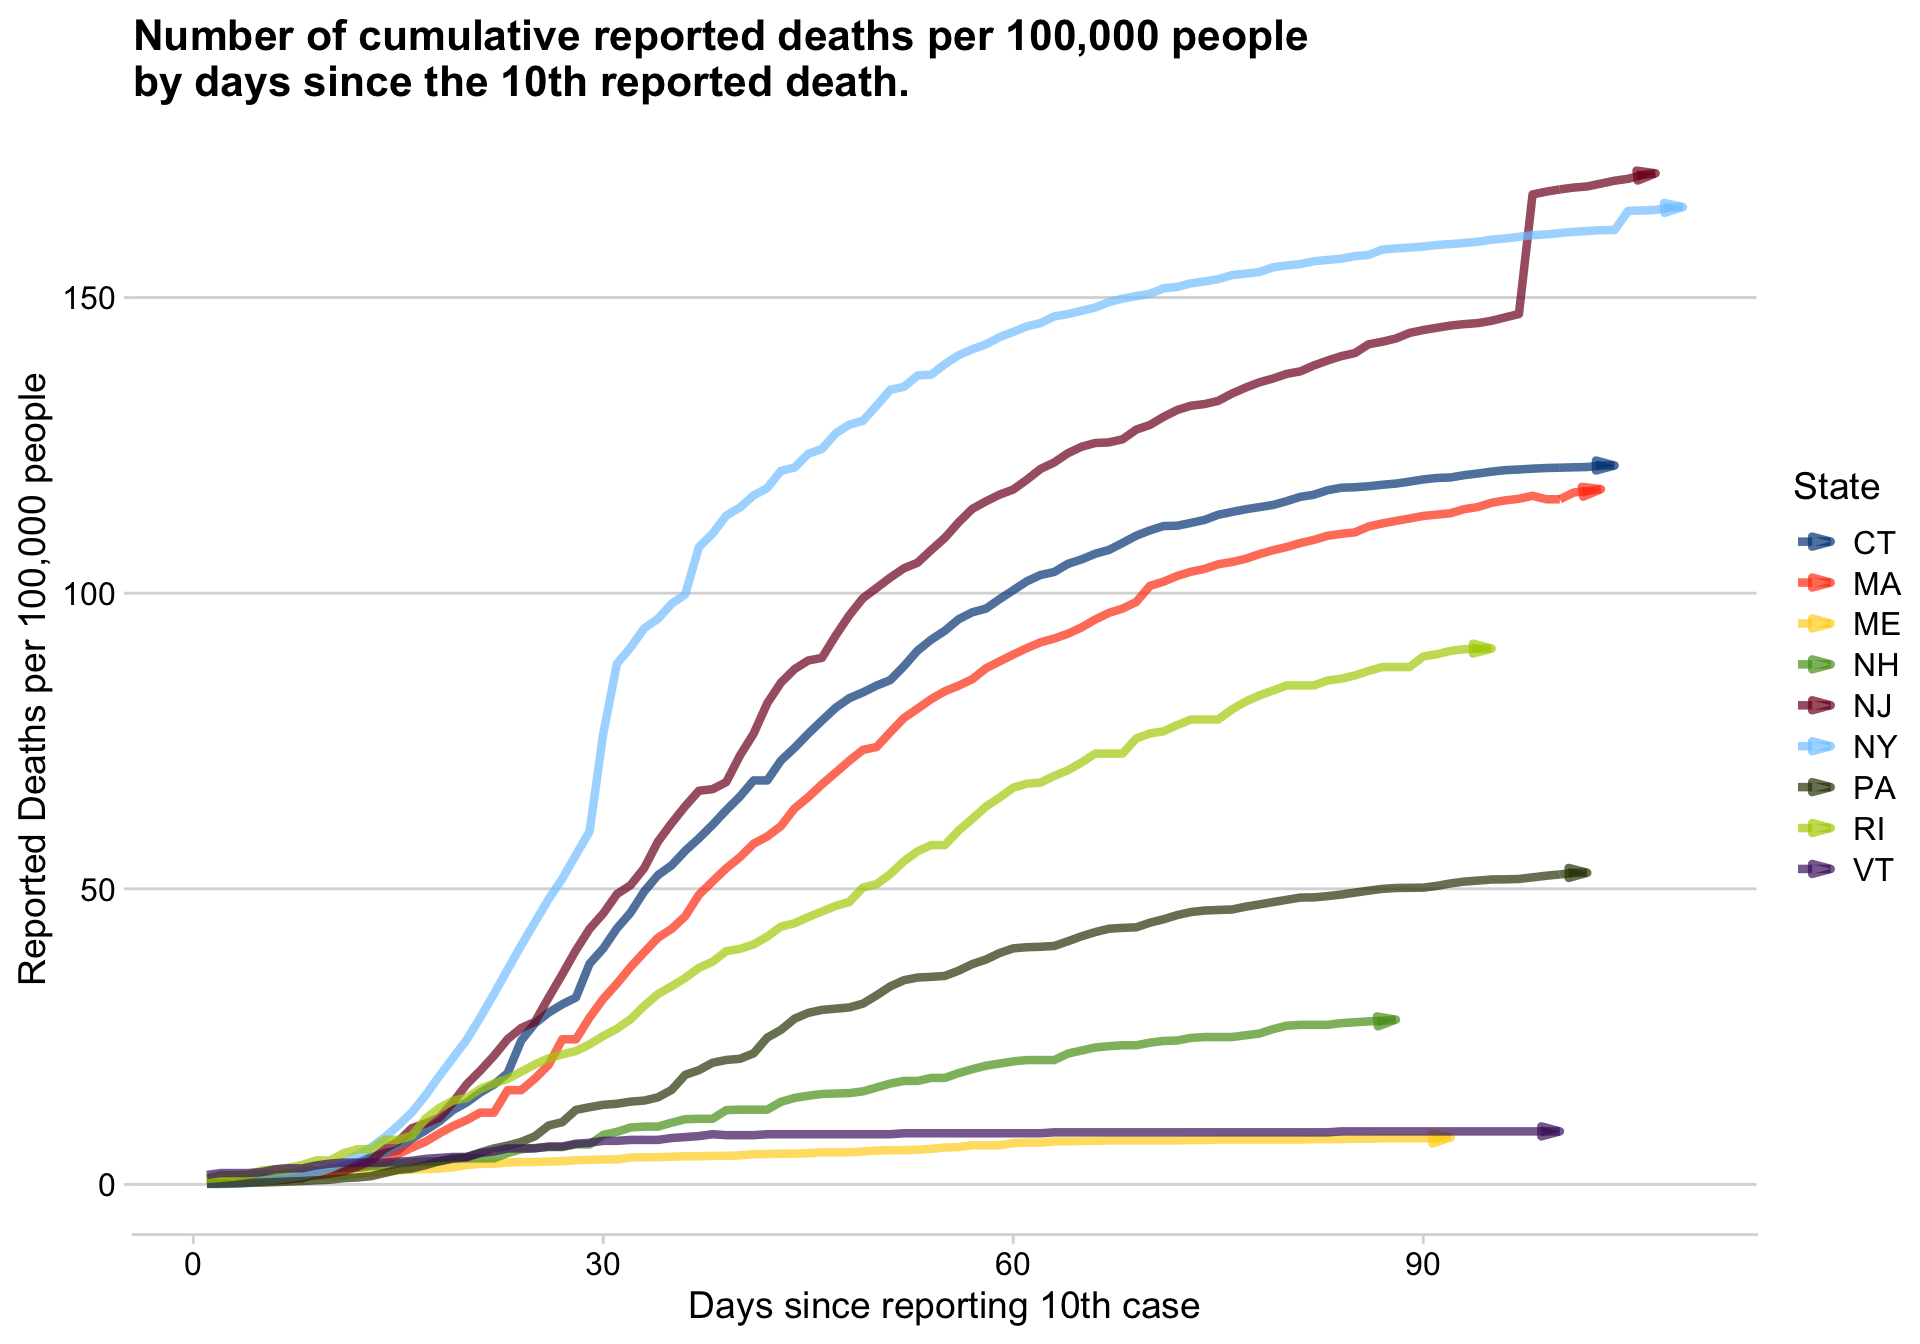 Number of cumulative reported deaths per 100,000 people
by days since the 10th reported death.
Reported Deaths per 100,000 people
150
100
50
0
0 30 60 90
Days since reporting 10th case
State
CT
MA
ME
NH
NJ
NY
PA
RI
VT